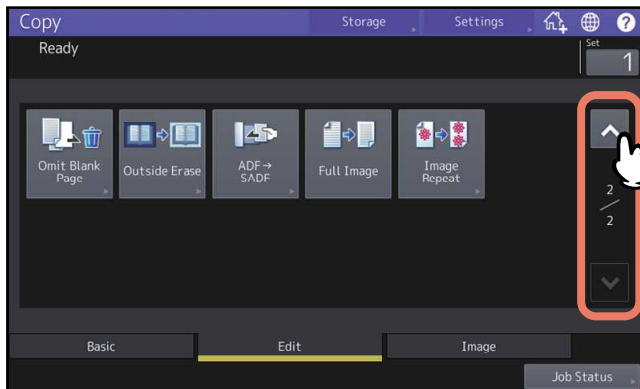 Copy
Storage
Settings
?
Ready
Set
1
Omit Blank
Page
Outside Erase
ADF→
SADF
Full Image
Image
Repeat
2
2
Basic
Edit
Image
Job Status